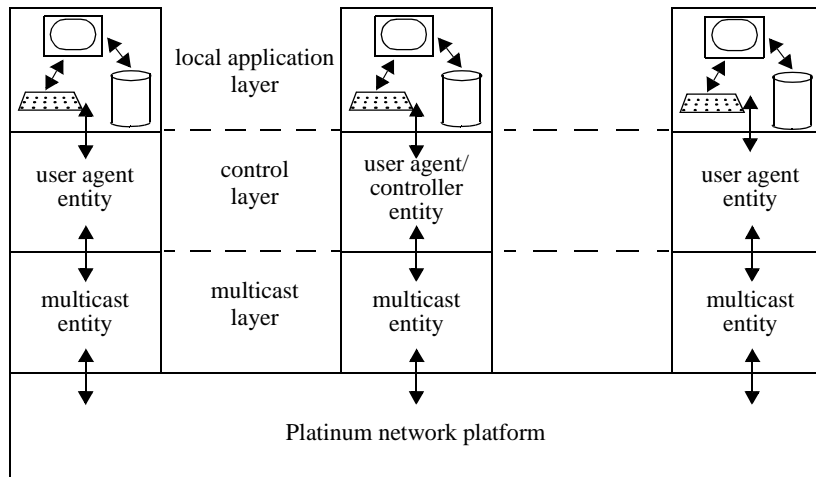 local application
layer
user agent
entity
control
layer
user agent/
controller
entity
user agent
entity
multicast
entity
multicast
layer
multicast
entity
multicast
entity
Platinum network platform